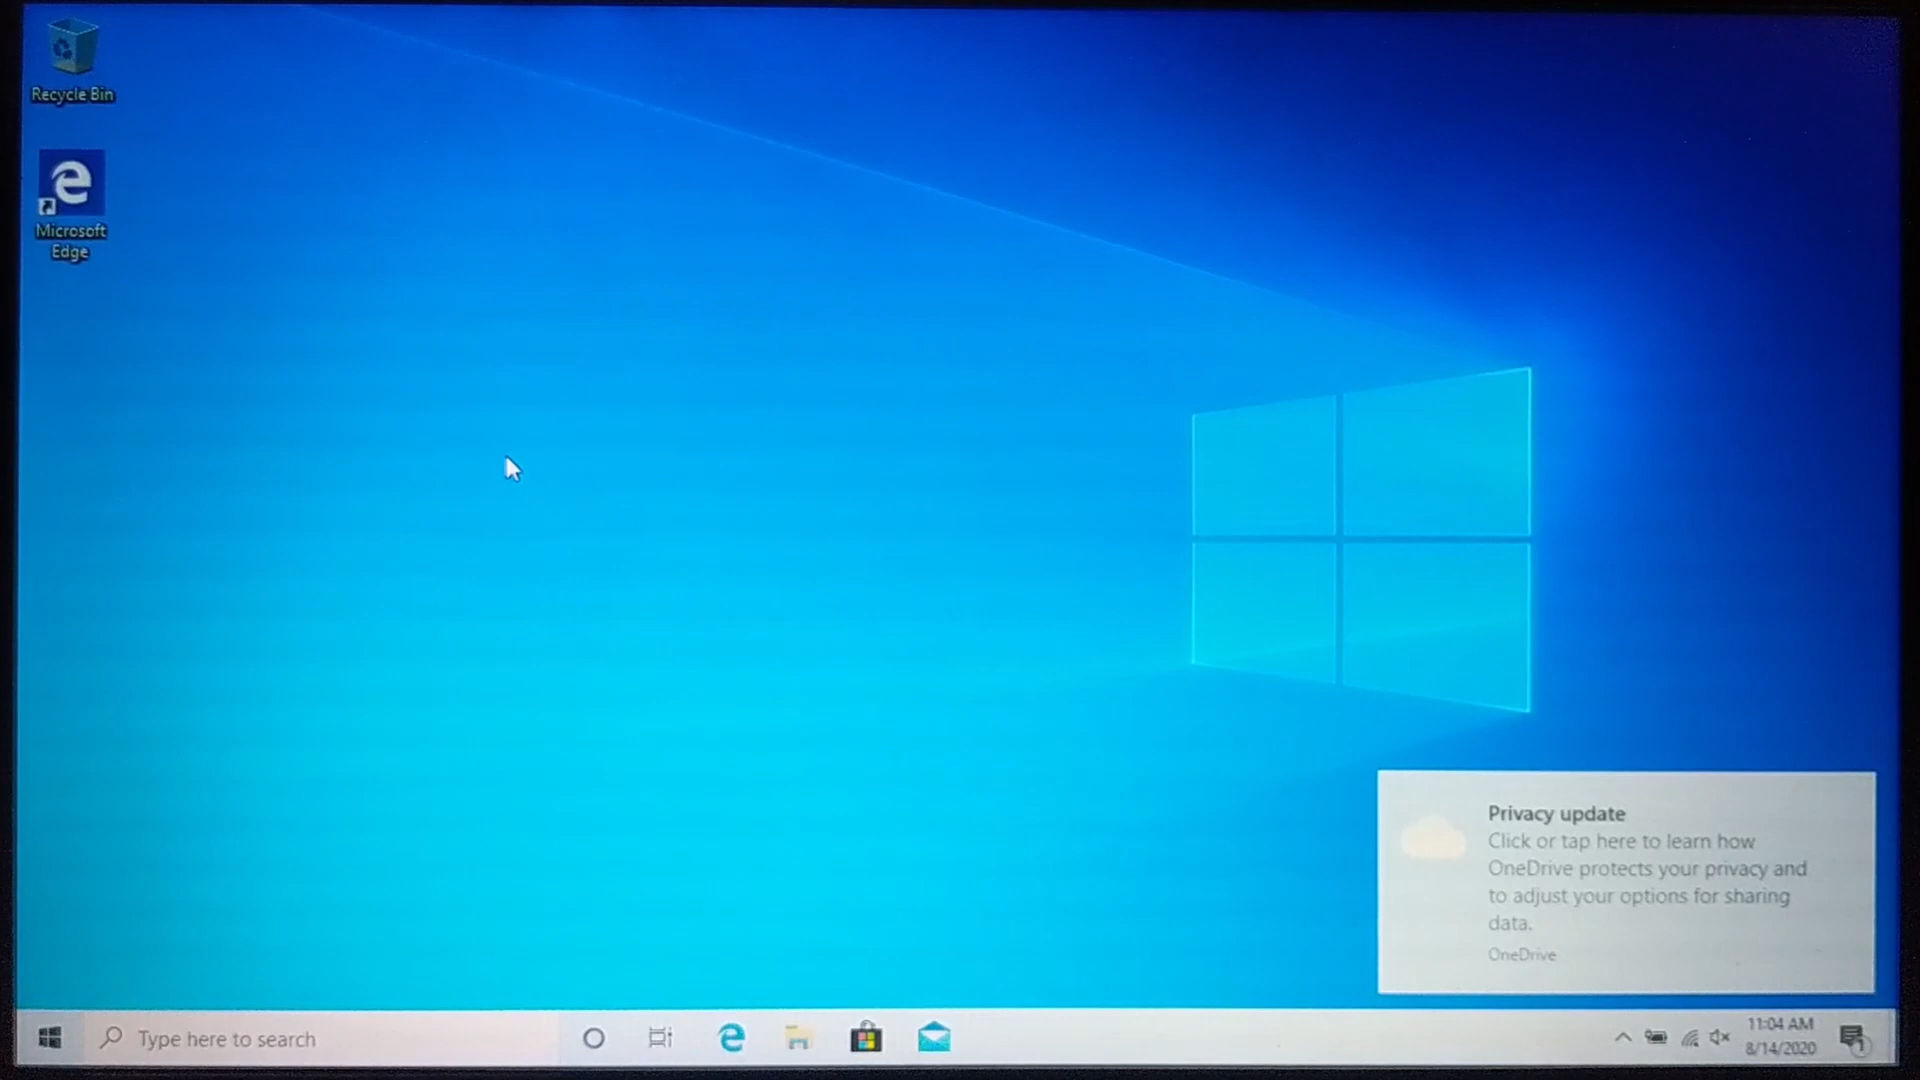 Recycle Bin
Microsoft
Edge
Privacy update
Click or tap here to learn how
OneDrive protects your privacy and
to adjust your options for sharing
data.
OneDrive
Type here to search
11:04 AM
8/14/2020
1